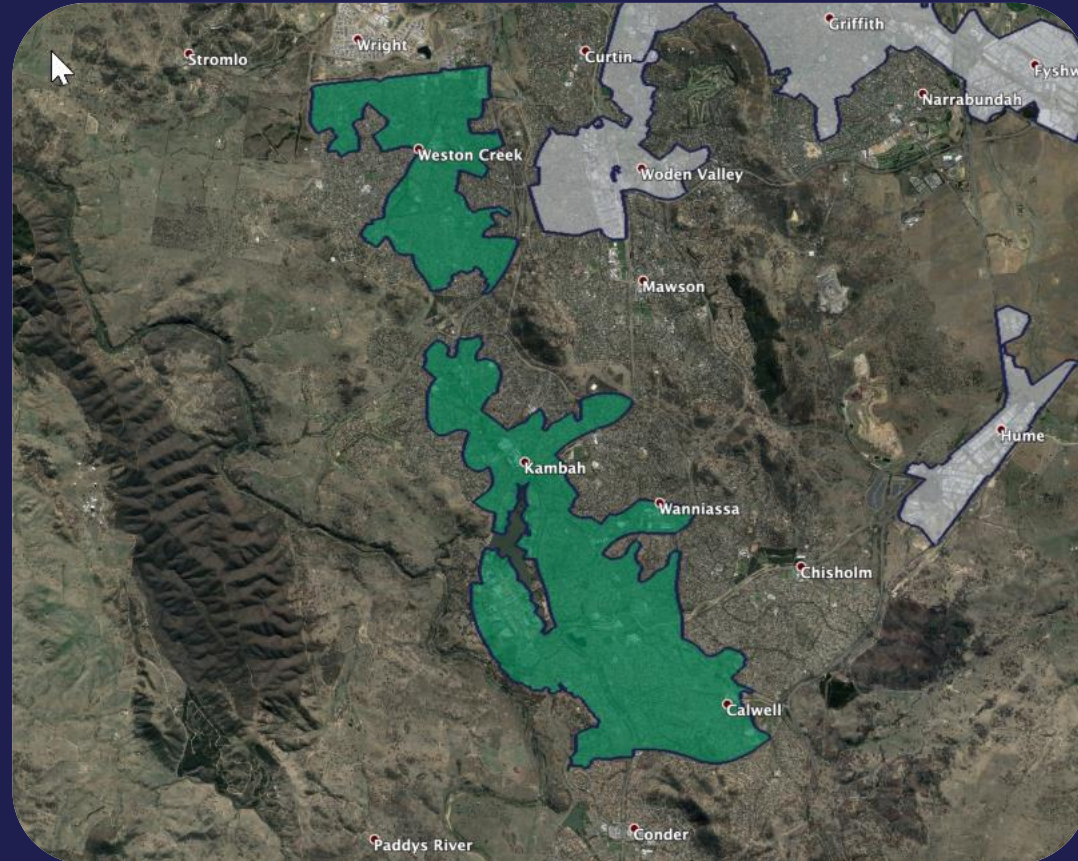 Griffith
Wright
Curtin
Stromlo
Fyshw
Narrabundah
Weston Creek
Woden Valley
Mawson
Hume
Kambah
Wanniassa
Chisholm
Calwell
Conder
Paddys River